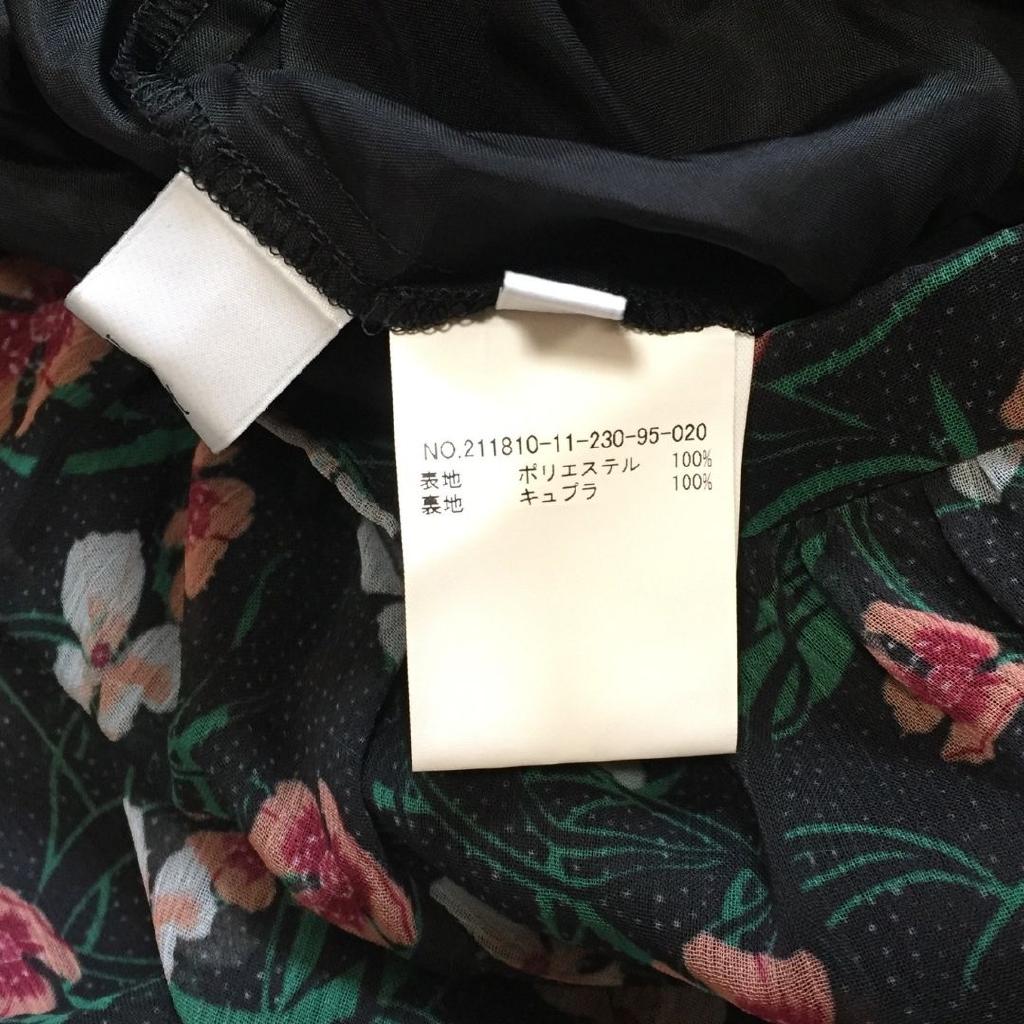 NO.211810-11-230-95-020
表地 ポリエステル 100%
裏地 キュプラ 100%